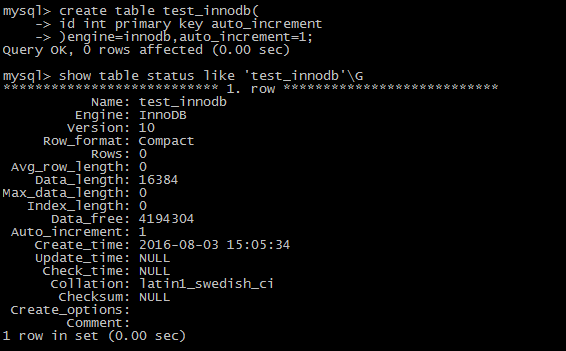 mysql> create table test_innodb(
    -> id int primary key auto_increment
    -> )engine=innodb,auto_increment=1;
Query OK, 0 rows affected (0.00 sec)

mysql> show table status like 'test_innodb'\G
*************************** 1. row ***************************
           Name: test_innodb
         Engine: InnoDB
        Version: 10
     Row_format: Compact
           Rows: 0
 Avg_row_length: 0
    Data_length: 16384
Max_data_length: 0
   Index_length: 0
      Data_free: 4194304
 Auto_increment: 1
    Create_time: 2016-08-03 15:05:34
    Update_time: NULL
     Check_time: NULL
      Collation: latin1_swedish_ci
       Checksum: NULL
 Create_options:
        Comment:
1 row in set (0.00 sec)